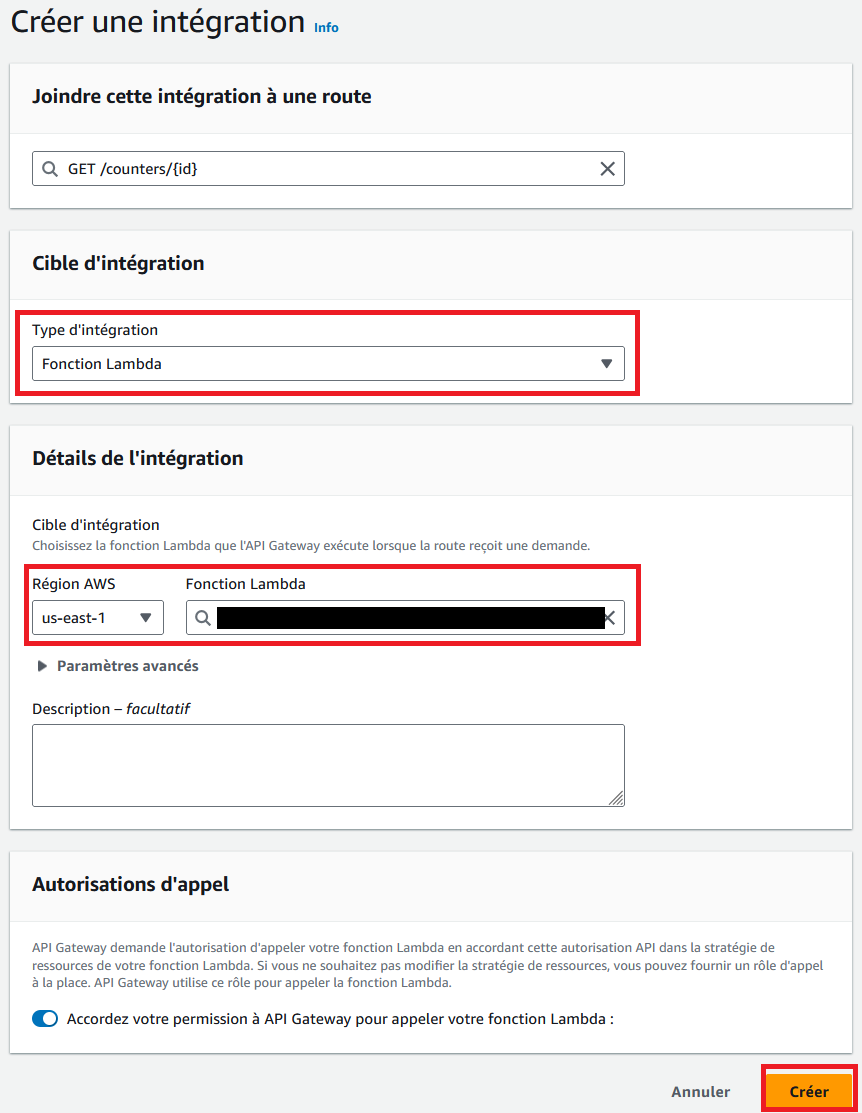 Créer une intégration Info
Joindre cette intégration à une route
GET /counters/{id}
Cible d'intégration
Type d'intégration
Fonction Lambda
Détails de l'intégration
Cible d'intégration
Choisissez la fonction Lambda que l'API Gateway exécute lorsque la route reçoit une demande.
Région AWS Fonction Lambda
us-east-1
Paramètres avancés
Description – facultatif
Autorisations d'appel
API Gateway demande l'autorisation d'appeler votre fonction Lambda en accordant cette autorisation API dans la stratégie de
ressources de votre fonction Lambda. Si vous ne souhaitez pas modifier la stratégie de ressources, vous pouvez fournir un rôle d'appel
à la place. API Gateway utilise ce rôle pour appeler la fonction Lambda.
Accordez votre permission à API Gateway pour appeler votre fonction Lambda :
Annuler Créer